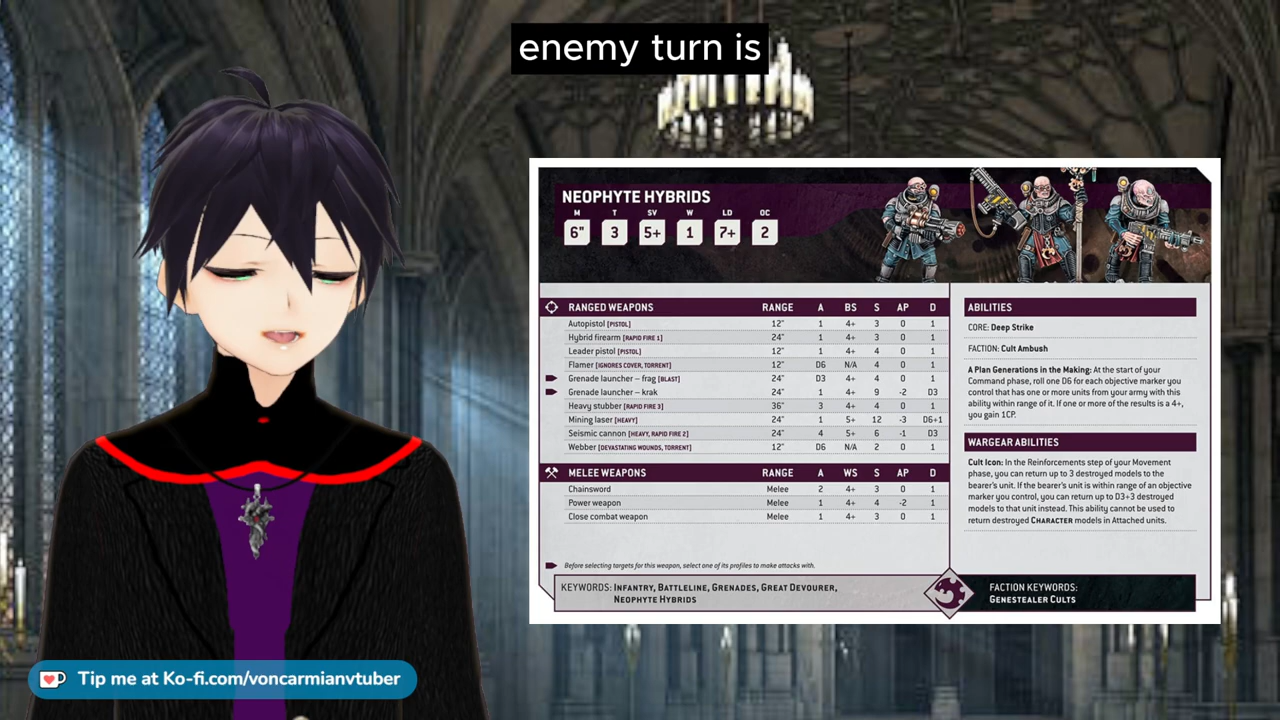 enemy turn is
NEOPHYTE HYBRIDS
M T SV W LD OC
6" 3 5+ 1 7+ 2
RANGED WEAPONS RANGE A BS S AP D
Autopistol [PISTOL] 12" 1 4+ 3 0 1
Hybrid firearm [RAPID FIRE 1] 24" 1 4+ 3 0 1
Leader pistol [PISTOL] 12" 1 4+ 4 0 1
Flamer [IGNORES COVER, TORRENT] 12" D6 N/A 4 0 1
Grenade launcher – frag [BLAST] 24" D3 4+ 4 0 1
Grenade launcher – krak 24" 1 4+ 9 -2 D3
Heavy stubber [RAPID FIRE 3] 36" 3 4+ 4 0 1
Mining laser [HEAVY] 24" 1 5+ 12 -3 D6+1
Seismic cannon [HEAVY, RAPID FIRE 2] 24" 4 5+ 6 -1 D3
Webber [DEVASTATING WOUNDS, TORRENT] 12" D6 N/A 2 0 1
MELEE WEAPONS RANGE A WS S AP D
Chainsword Melee 2 4+ 3 0 1
Power weapon Melee 1 4+ 4 -2 1
Close combat weapon Melee 1 4+ 3 0 1
Before selecting targets for this weapon, select one of its profiles to make attacks with.
KEYWORDS: INFANTRY, BATTLELINE, GRENADES, GREAT DEVOURER,
NEOPHYTE HYBRIDS
ABILITIES
CORE: Deep Strike
FACTION: Cult Ambush
A Plan Generations in the Making: At the start of your
Command phase, roll one D6 for each objective marker you
control that has one or more units from your army with this
ability within range of it. If one or more of the results is a 4+,
you gain 1CP.
WARGEAR ABILITIES
Cult Icon: In the Reinforcements step of your Movement
phase, you can return up to 3 destroyed models to the
bearer's unit. If the bearer's unit is within range of an objective
marker you control, you can return up to D3+3 destroyed
models to that unit instead. This ability cannot be used to
return destroyed CHARACTER models in Attached units.
FACTION KEYWORDS:
GENESTEALER CULTS
Tip me at Ko-fi.com/voncarmianvtuber